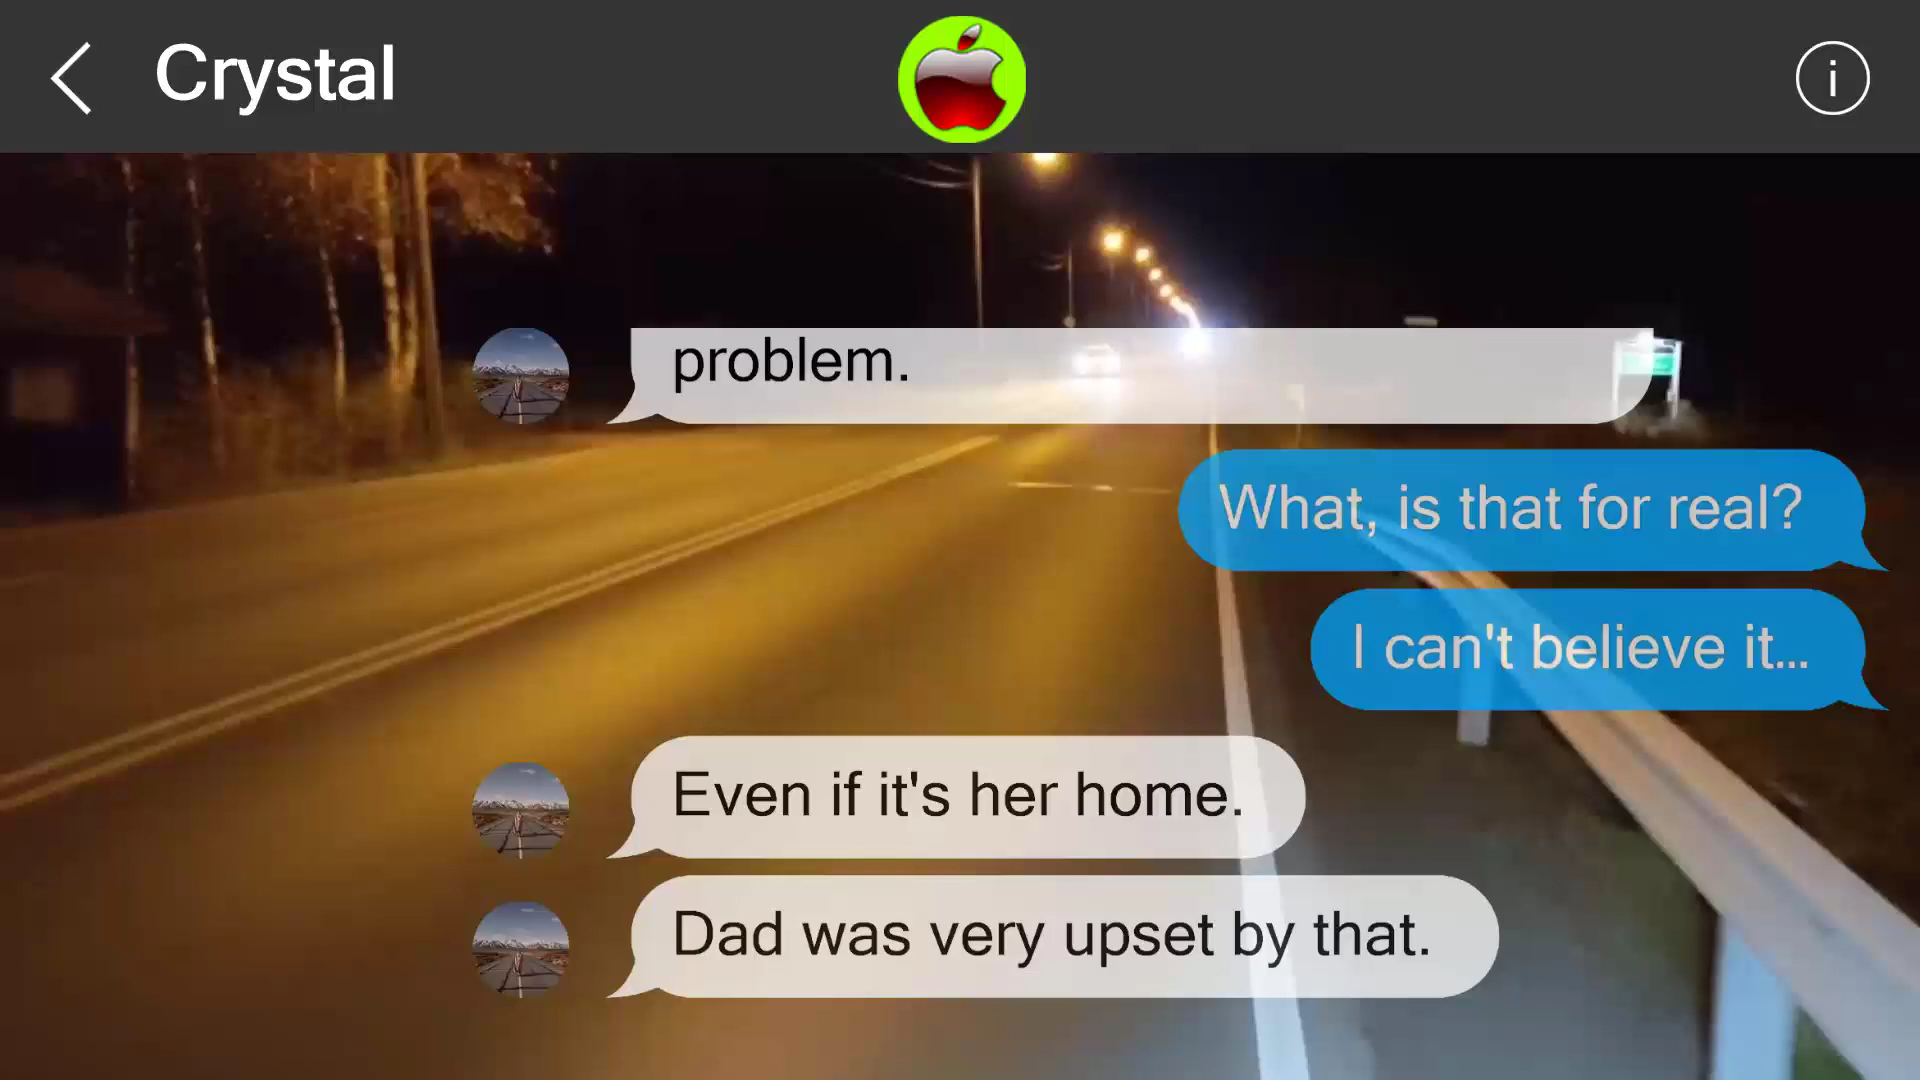 Crystal
i
problem.
What, is that for real?
I can't believe it...
Even if it's her home.
Dad was very upset by that.